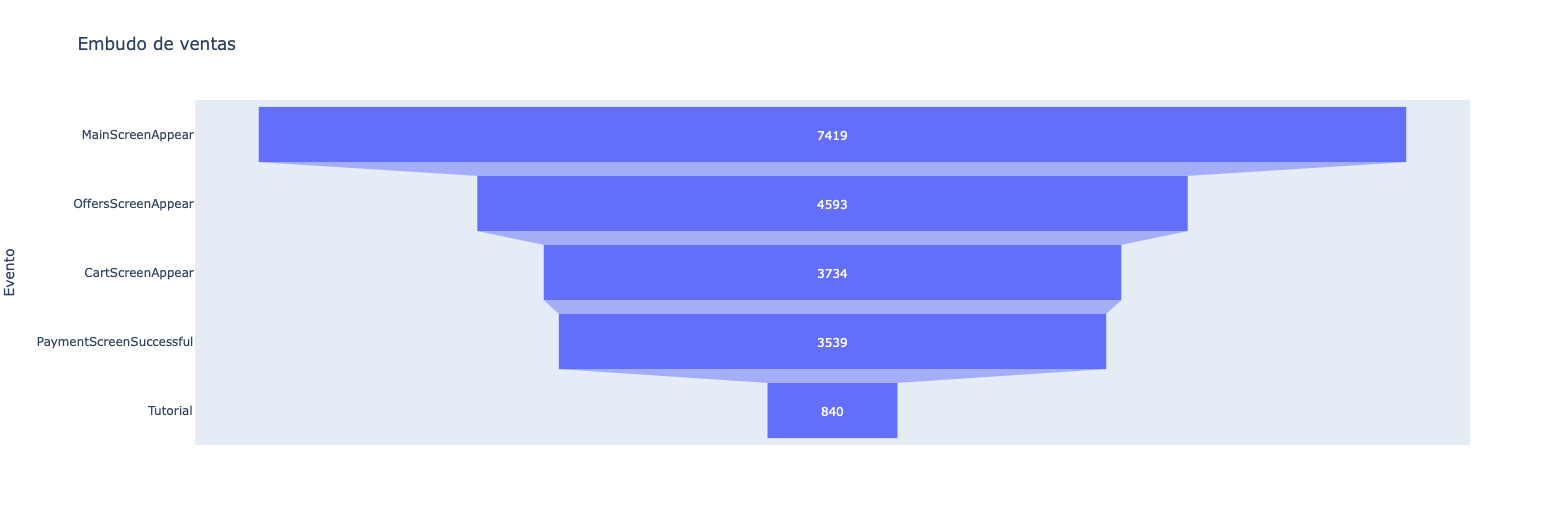 Embudo de ventas
Evento
MainScreenAppear
7419
OffersScreenAppear
4593
CartScreenAppear
3734
PaymentScreenSuccessful
3539
Tutorial
840